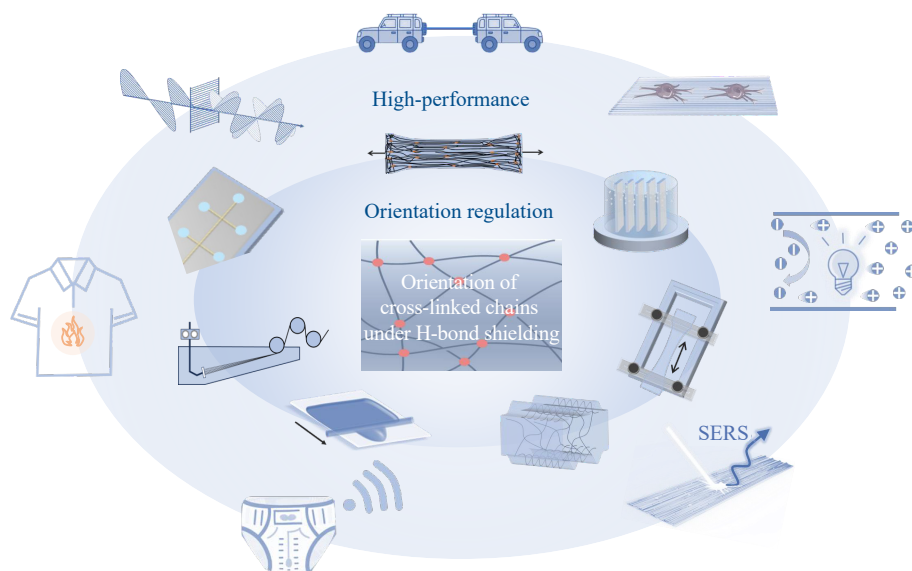 High-performance
Orientation regulation
Orientation of
cross-linked chains
under H-bond shielding
SERS